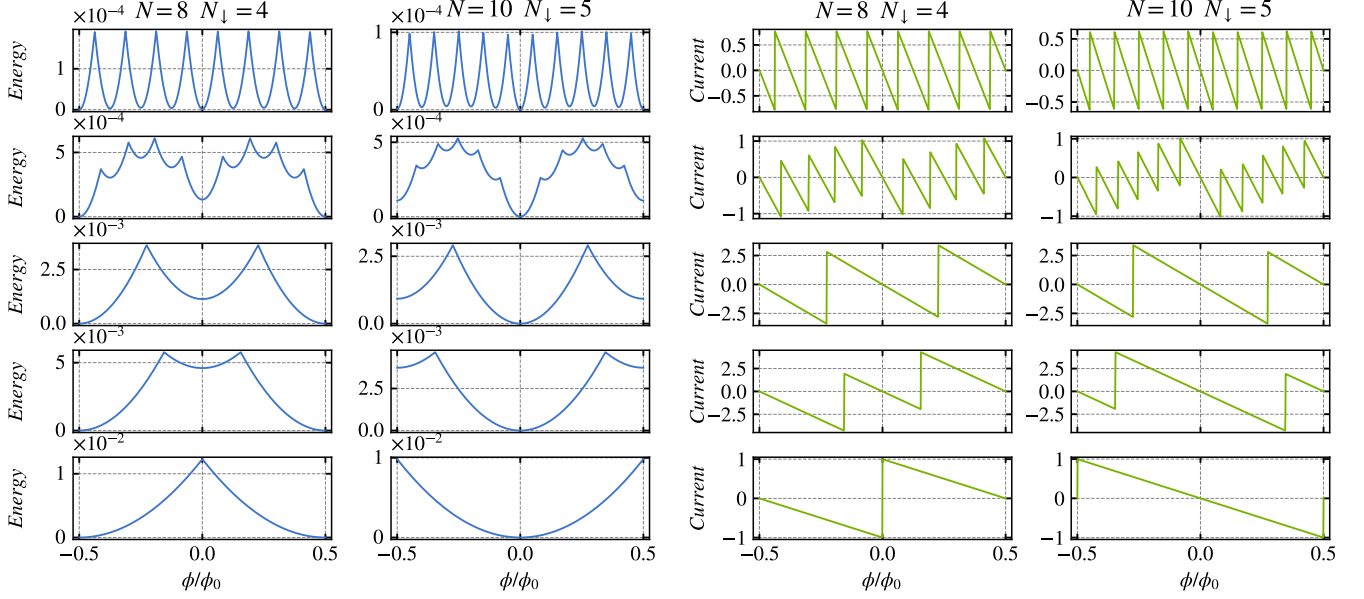 N = 8 N↓ = 4
N = 10 N↓ = 5
N = 8 N↓ = 4
N = 10 N↓ = 5
×10⁻⁴
×10⁻⁴
Energy
1
0
1
0
Current
0.5
0.0
−0.5
0.5
0.0
−0.5
×10⁻⁴
×10⁻⁴
Energy
5
0
5
0
Current
1
0
−1
1
0
−1
×10⁻³
×10⁻³
Energy
2.5
0.0
2.5
0.0
Current
2.5
0.0
−2.5
2.5
0.0
−2.5
×10⁻³
×10⁻³
Energy
5
0
2.5
0.0
Current
2.5
0.0
−2.5
2.5
0.0
−2.5
×10⁻²
×10⁻²
Energy
1
0
1
0
Current
1
0
−1
1
0
−1
−0.5 0.0 0.5
−0.5 0.0 0.5
−0.5 0.0 0.5
−0.5 0.0 0.5
ϕ/ϕ₀
ϕ/ϕ₀
ϕ/ϕ₀
ϕ/ϕ₀